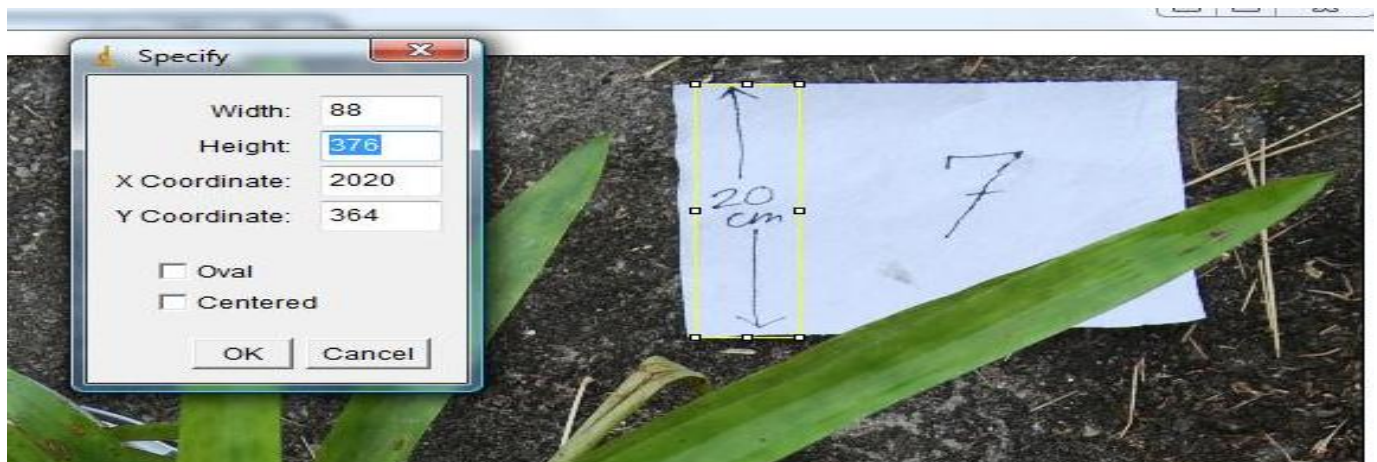 Specify
Width: 88
Height: 376
X Coordinate: 2020
Y Coordinate: 364
Oval
Centered
OK Cancel
20
cm
7